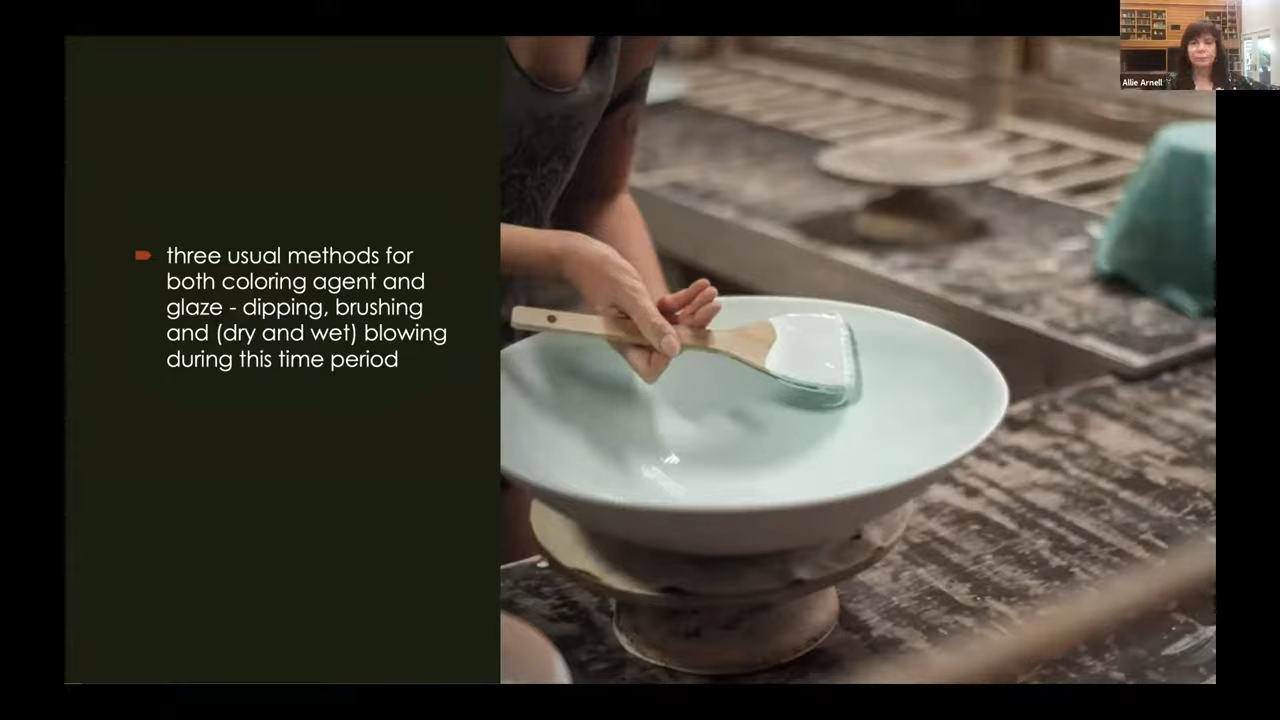 Allie Arnell
three usual methods for
both coloring agent and
glaze - dipping, brushing
and (dry and wet) blowing
during this time period